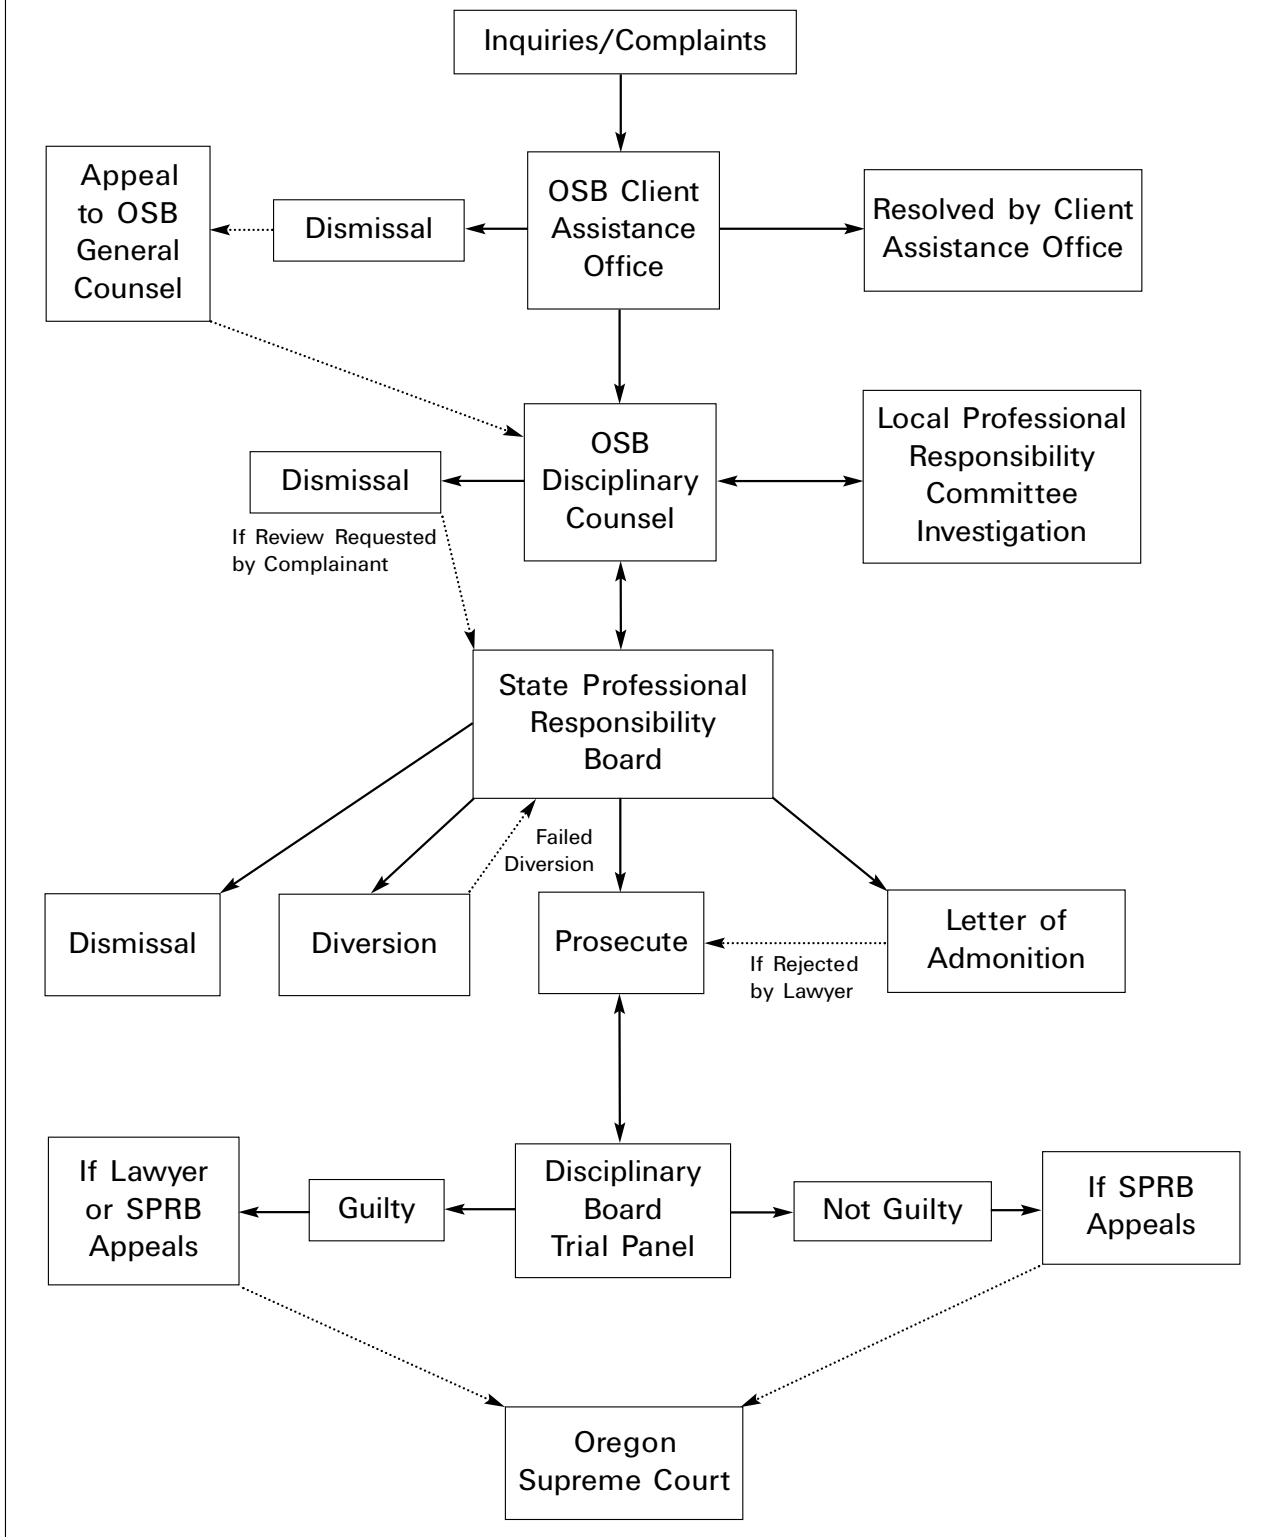 Inquiries/Complaints
Appeal
to OSB
General
Counsel
Dismissal
OSB Client
Assistance
Office
Resolved by Client
Assistance Office
Dismissal
If Review Requested
by Complainant
OSB
Disciplinary
Counsel
Local Professional
Responsibility
Committee
Investigation
State Professional
Responsibility
Board
Failed
Diversion
Dismissal
Diversion
Prosecute
If Rejected
by Lawyer
Letter of
Admonition
If Lawyer
or SPRB
Appeals
Guilty
Disciplinary
Board
Trial Panel
Not Guilty
If SPRB
Appeals
Oregon
Supreme Court